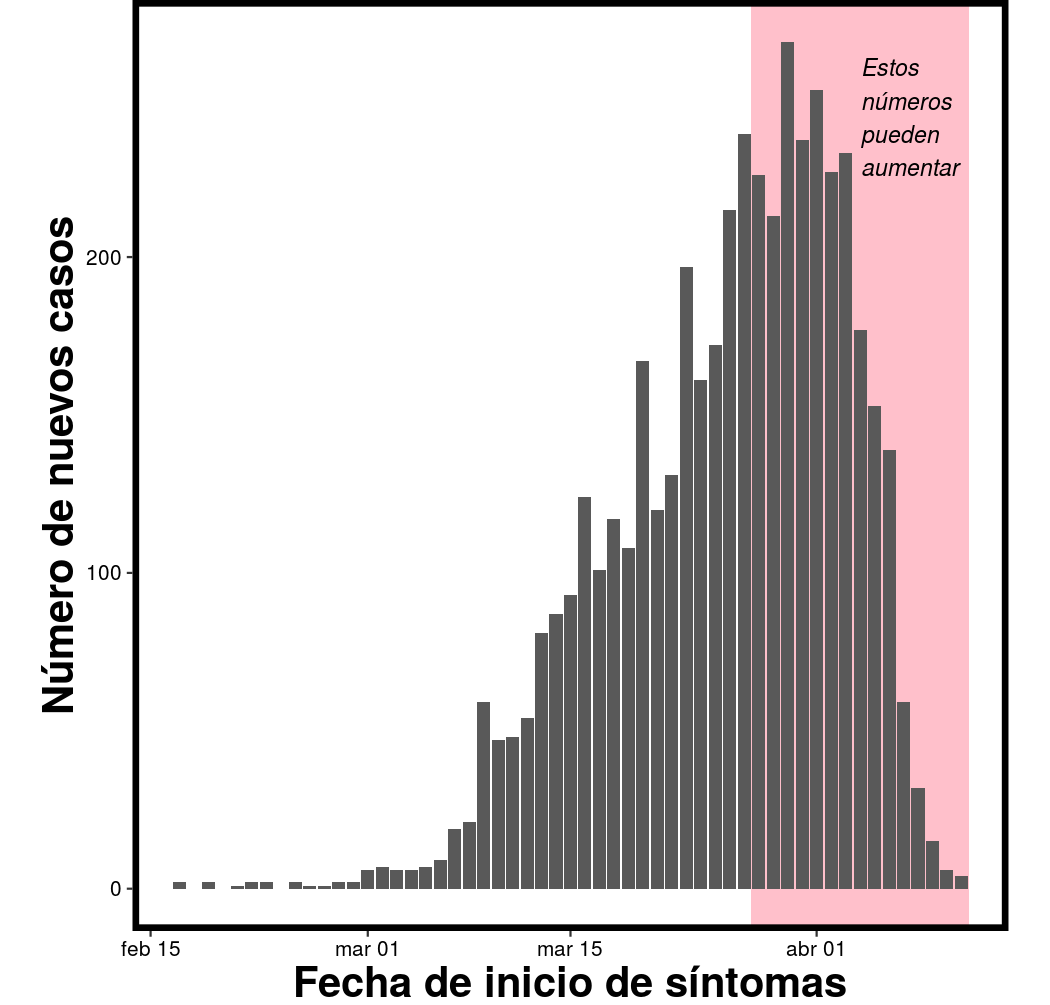 Estos
números
pueden
aumentar
Número de nuevos casos
200
100
0
feb 15
mar 01
mar 15
abr 01
Fecha de inicio de síntomas